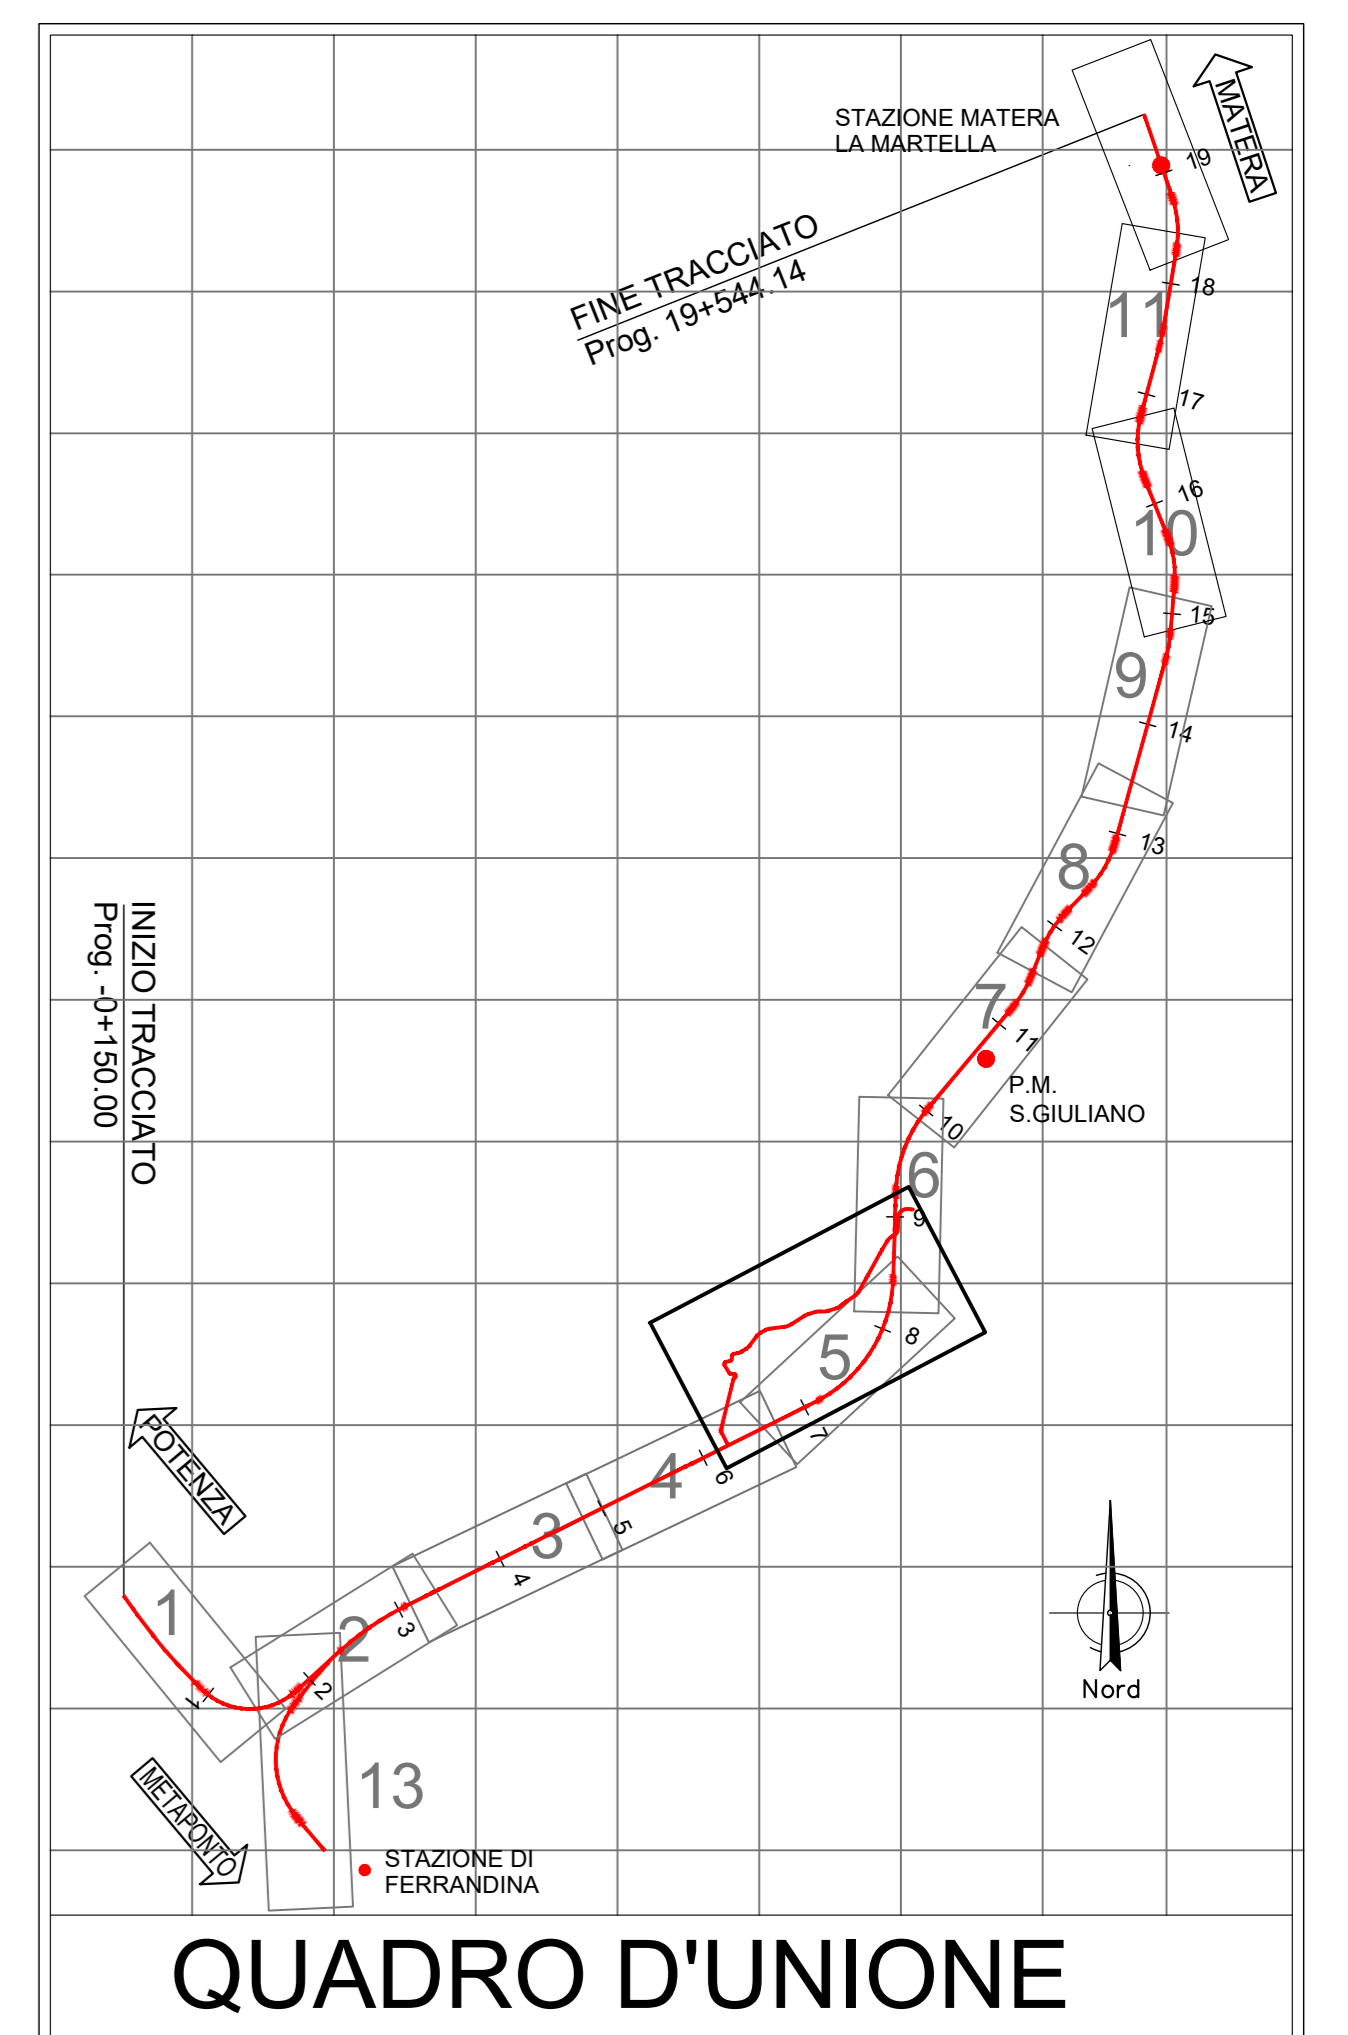 MATERA
STAZIONE MATERA
LA MARTELLA
19
FINE TRACCIATO
Prog. 19+544.14
18
11
17
16
10
15
9
14
13
8
12
INIZIO TRACCIATO
Prog. -0+150.00
7
11
P.M.
S.GIULIANO
10
6
9
8
5
7
POTENZA
4
6
3
5
4
1
2
3
2
1
Nord
13
METAPONTO
STAZIONE DI
FERRANDINA
QUADRO D'UNIONE